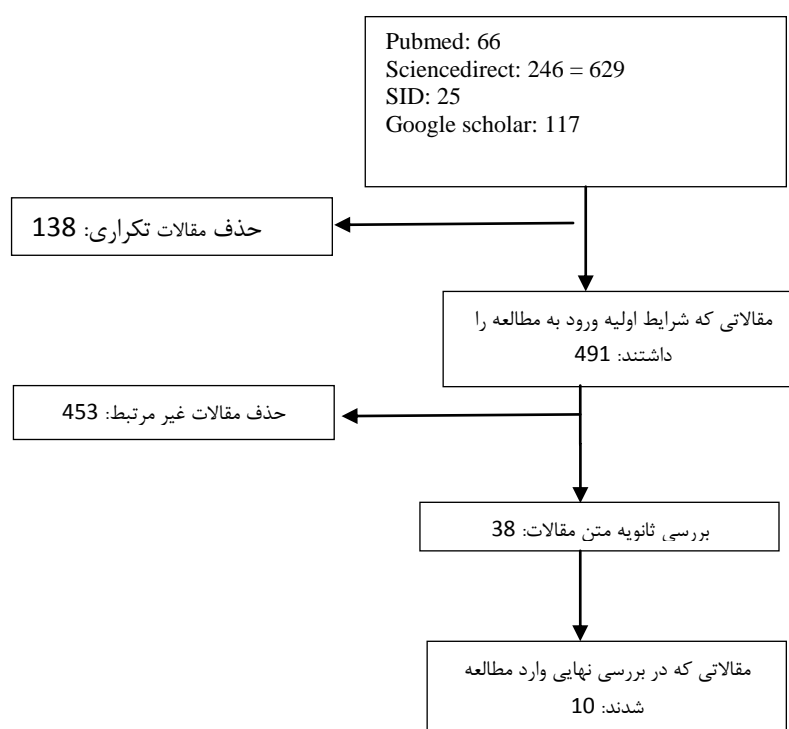 Pubmed: 66
Sciencedirect: 246 = 629
SID: 25
Google scholar: 117
حذف مقالات تکراری: 138
مقالاتی که شرایط اولیه ورود به مطالعه را
داشتند: 491
حذف مقالات غیر مرتبط: 453
بررسی ثانویه متن مقالات: 38
مقالاتی که در بررسی نهایی وارد مطالعه
شدند: 10